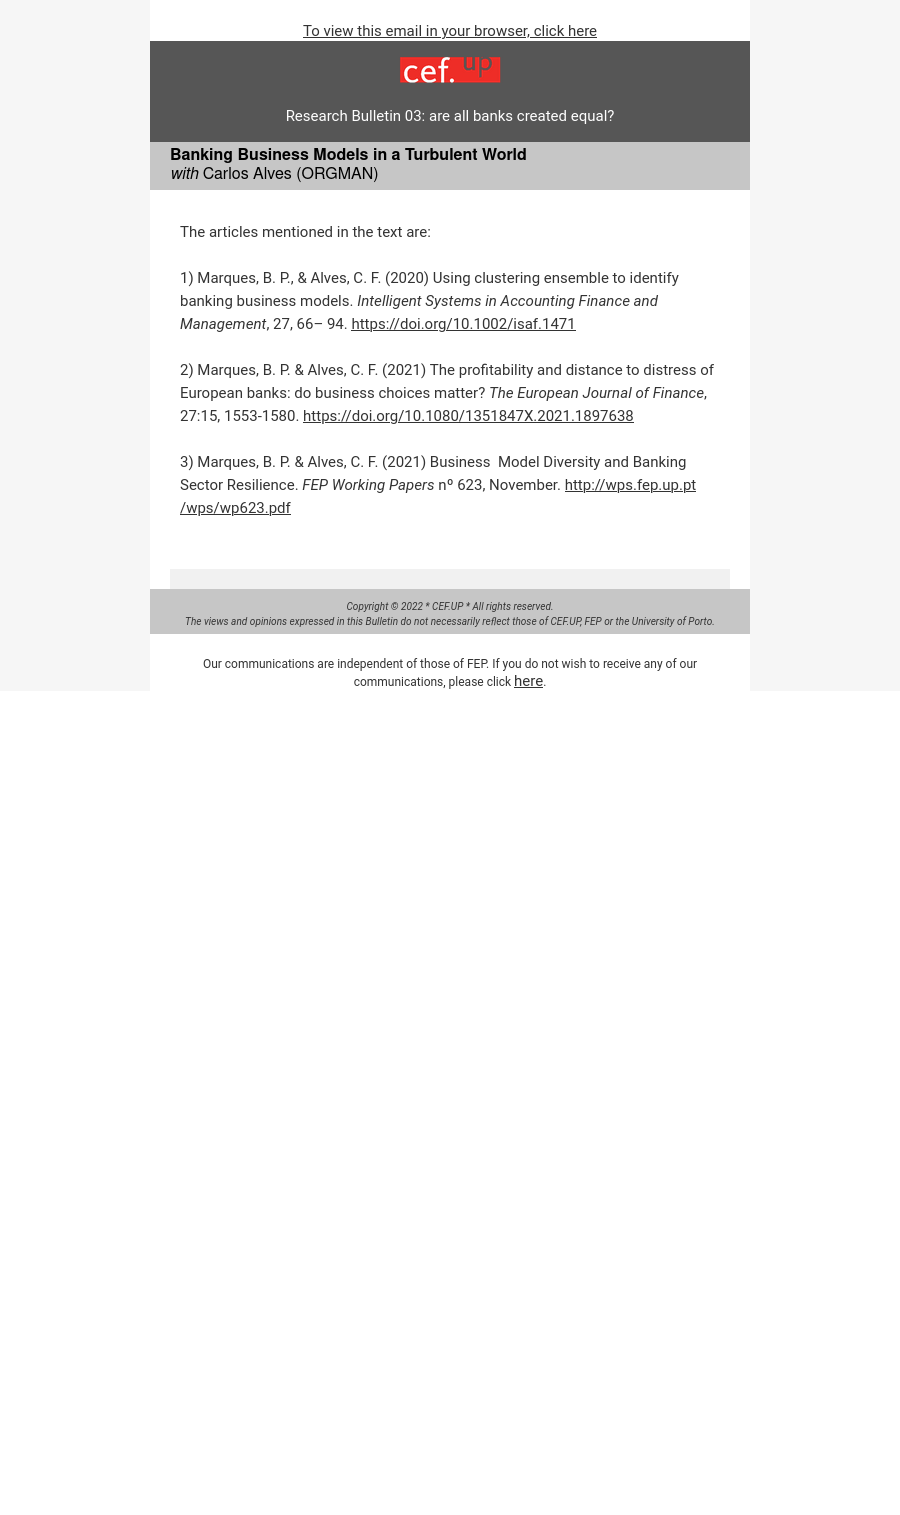 To view this email in your browser, click here
cef.up
Research Bulletin 03: are all banks created equal?
Banking Business Models in a Turbulent World
with Carlos Alves (ORGMAN)
The articles mentioned in the text are:
1) Marques, B. P., & Alves, C. F. (2020) Using clustering ensemble to identify
banking business models. Intelligent Systems in Accounting Finance and
Management, 27, 66– 94. https://doi.org/10.1002/isaf.1471
2) Marques, B. P. & Alves, C. F. (2021) The profitability and distance to distress of
European banks: do business choices matter? The European Journal of Finance,
27:15, 1553-1580. https://doi.org/10.1080/1351847X.2021.1897638
3) Marques, B. P. & Alves, C. F. (2021) Business  Model Diversity and Banking
Sector Resilience. FEP Working Papers nº 623, November. http://wps.fep.up.pt
/wps/wp623.pdf
Copyright © 2022 * CEF.UP * All rights reserved.
The views and opinions expressed in this Bulletin do not necessarily reflect those of CEF.UP, FEP or the University of Porto.
Our communications are independent of those of FEP. If you do not wish to receive any of our
communications, please click here.